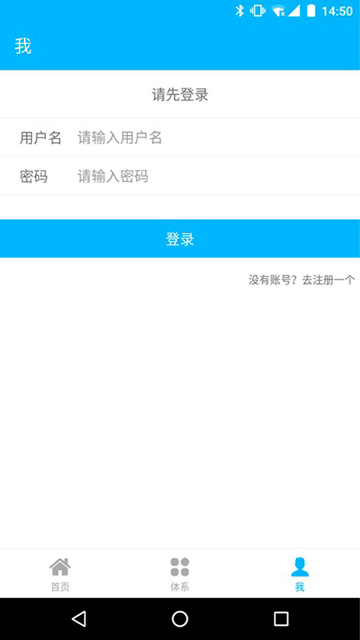 14:50
我
请先登录
用户名 请输入用户名
密码 请输入密码
登录
没有账号？去注册一个
首页 体系 我